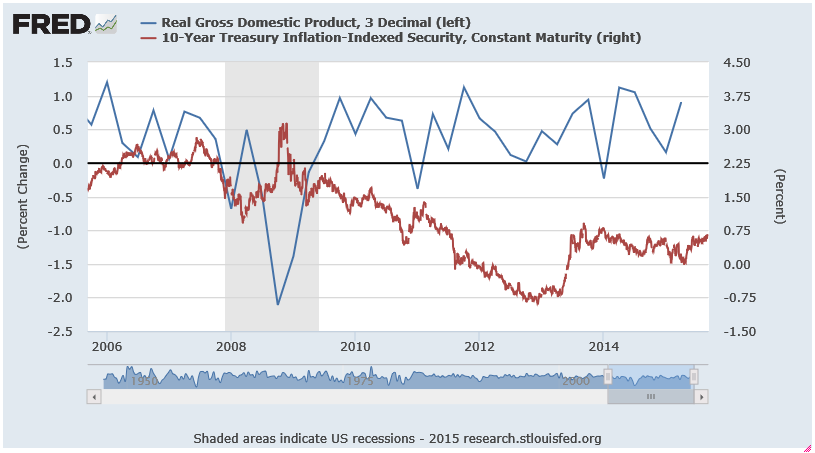 FRED
Real Gross Domestic Product, 3 Decimal (left)
10-Year Treasury Inflation-Indexed Security, Constant Maturity (right)
1.5 4.50
1.0 3.75
0.5 3.00
0.0 2.25
-0.5 1.50
-1.0 0.75
-1.5 0.00
-2.0 -0.75
-2.5 -1.50
(Percent Change)
(Percent)
2006 2008 2010 2012 2014
1950 1975 2000
Shaded areas indicate US recessions - 2015 research.stlouisfed.org